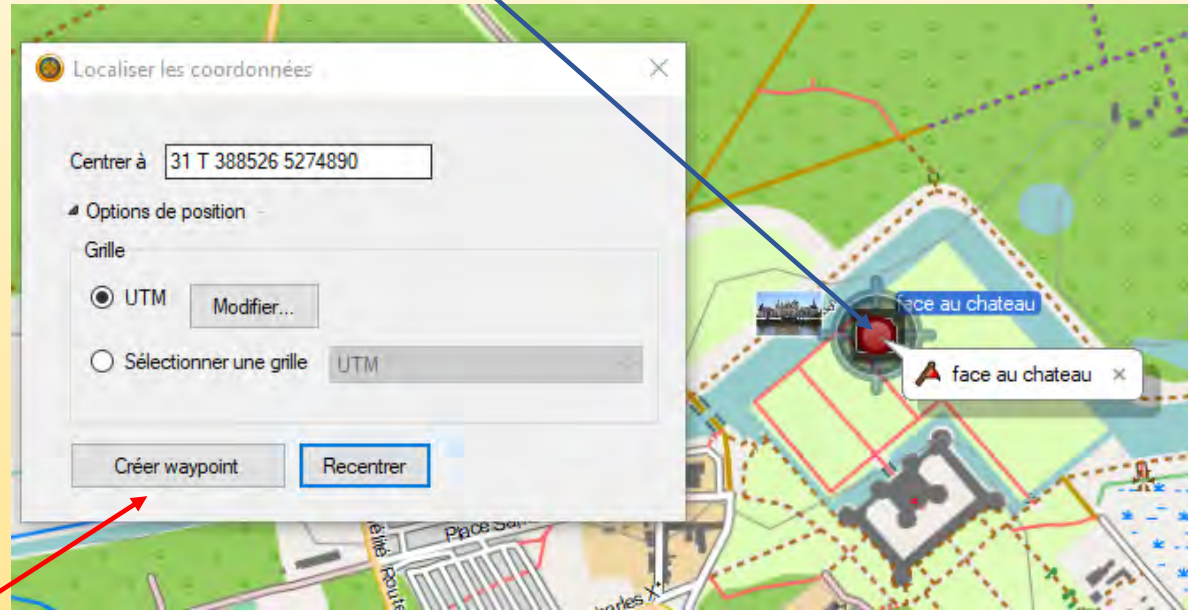 Localiser les coordonnées
Centrer à 31 T 388526 5274890
Options de position
Grille
UTM Modifier...
Sélectionner une grille UTM
Créer waypoint Recentrer
face au chateau
face au chateau
Place
Route